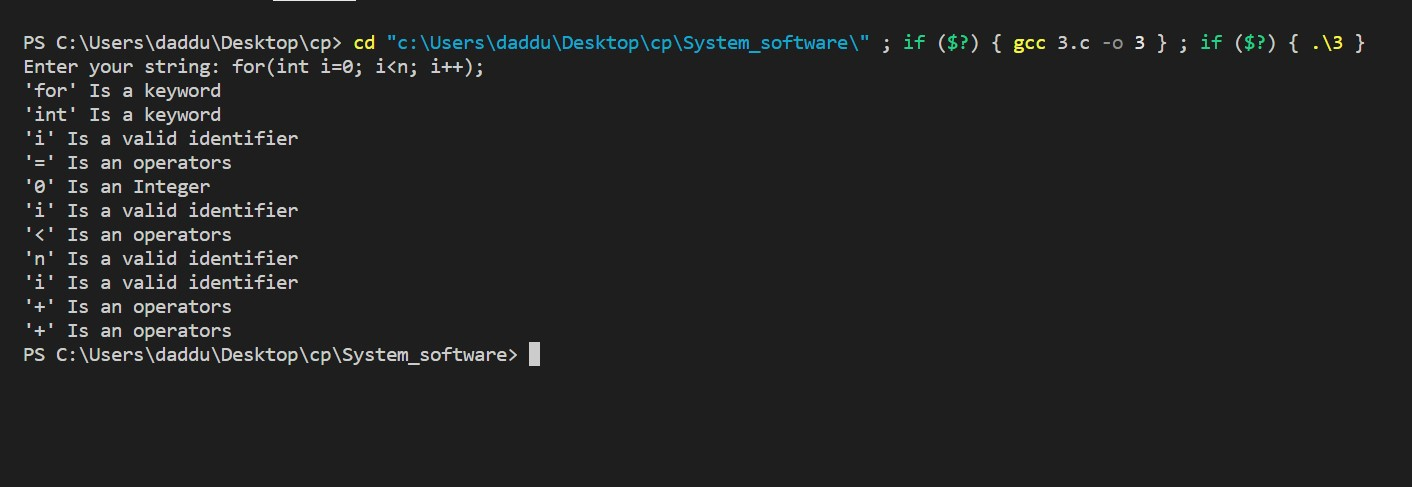 PS C:\Users\daddu\Desktop\cp> cd "c:\Users\daddu\Desktop\cp\System_software\" ; if ($?) { gcc 3.c -o 3 } ; if ($?) { .\3 }
Enter your string: for(int i=0; i<n; i++);
'for' Is a keyword
'int' Is a keyword
'i' Is a valid identifier
'=' Is an operators
'0' Is an Integer
'i' Is a valid identifier
'<' Is an operators
'n' Is a valid identifier
'i' Is a valid identifier
'+' Is an operators
'+' Is an operators
PS C:\Users\daddu\Desktop\cp\System_software>